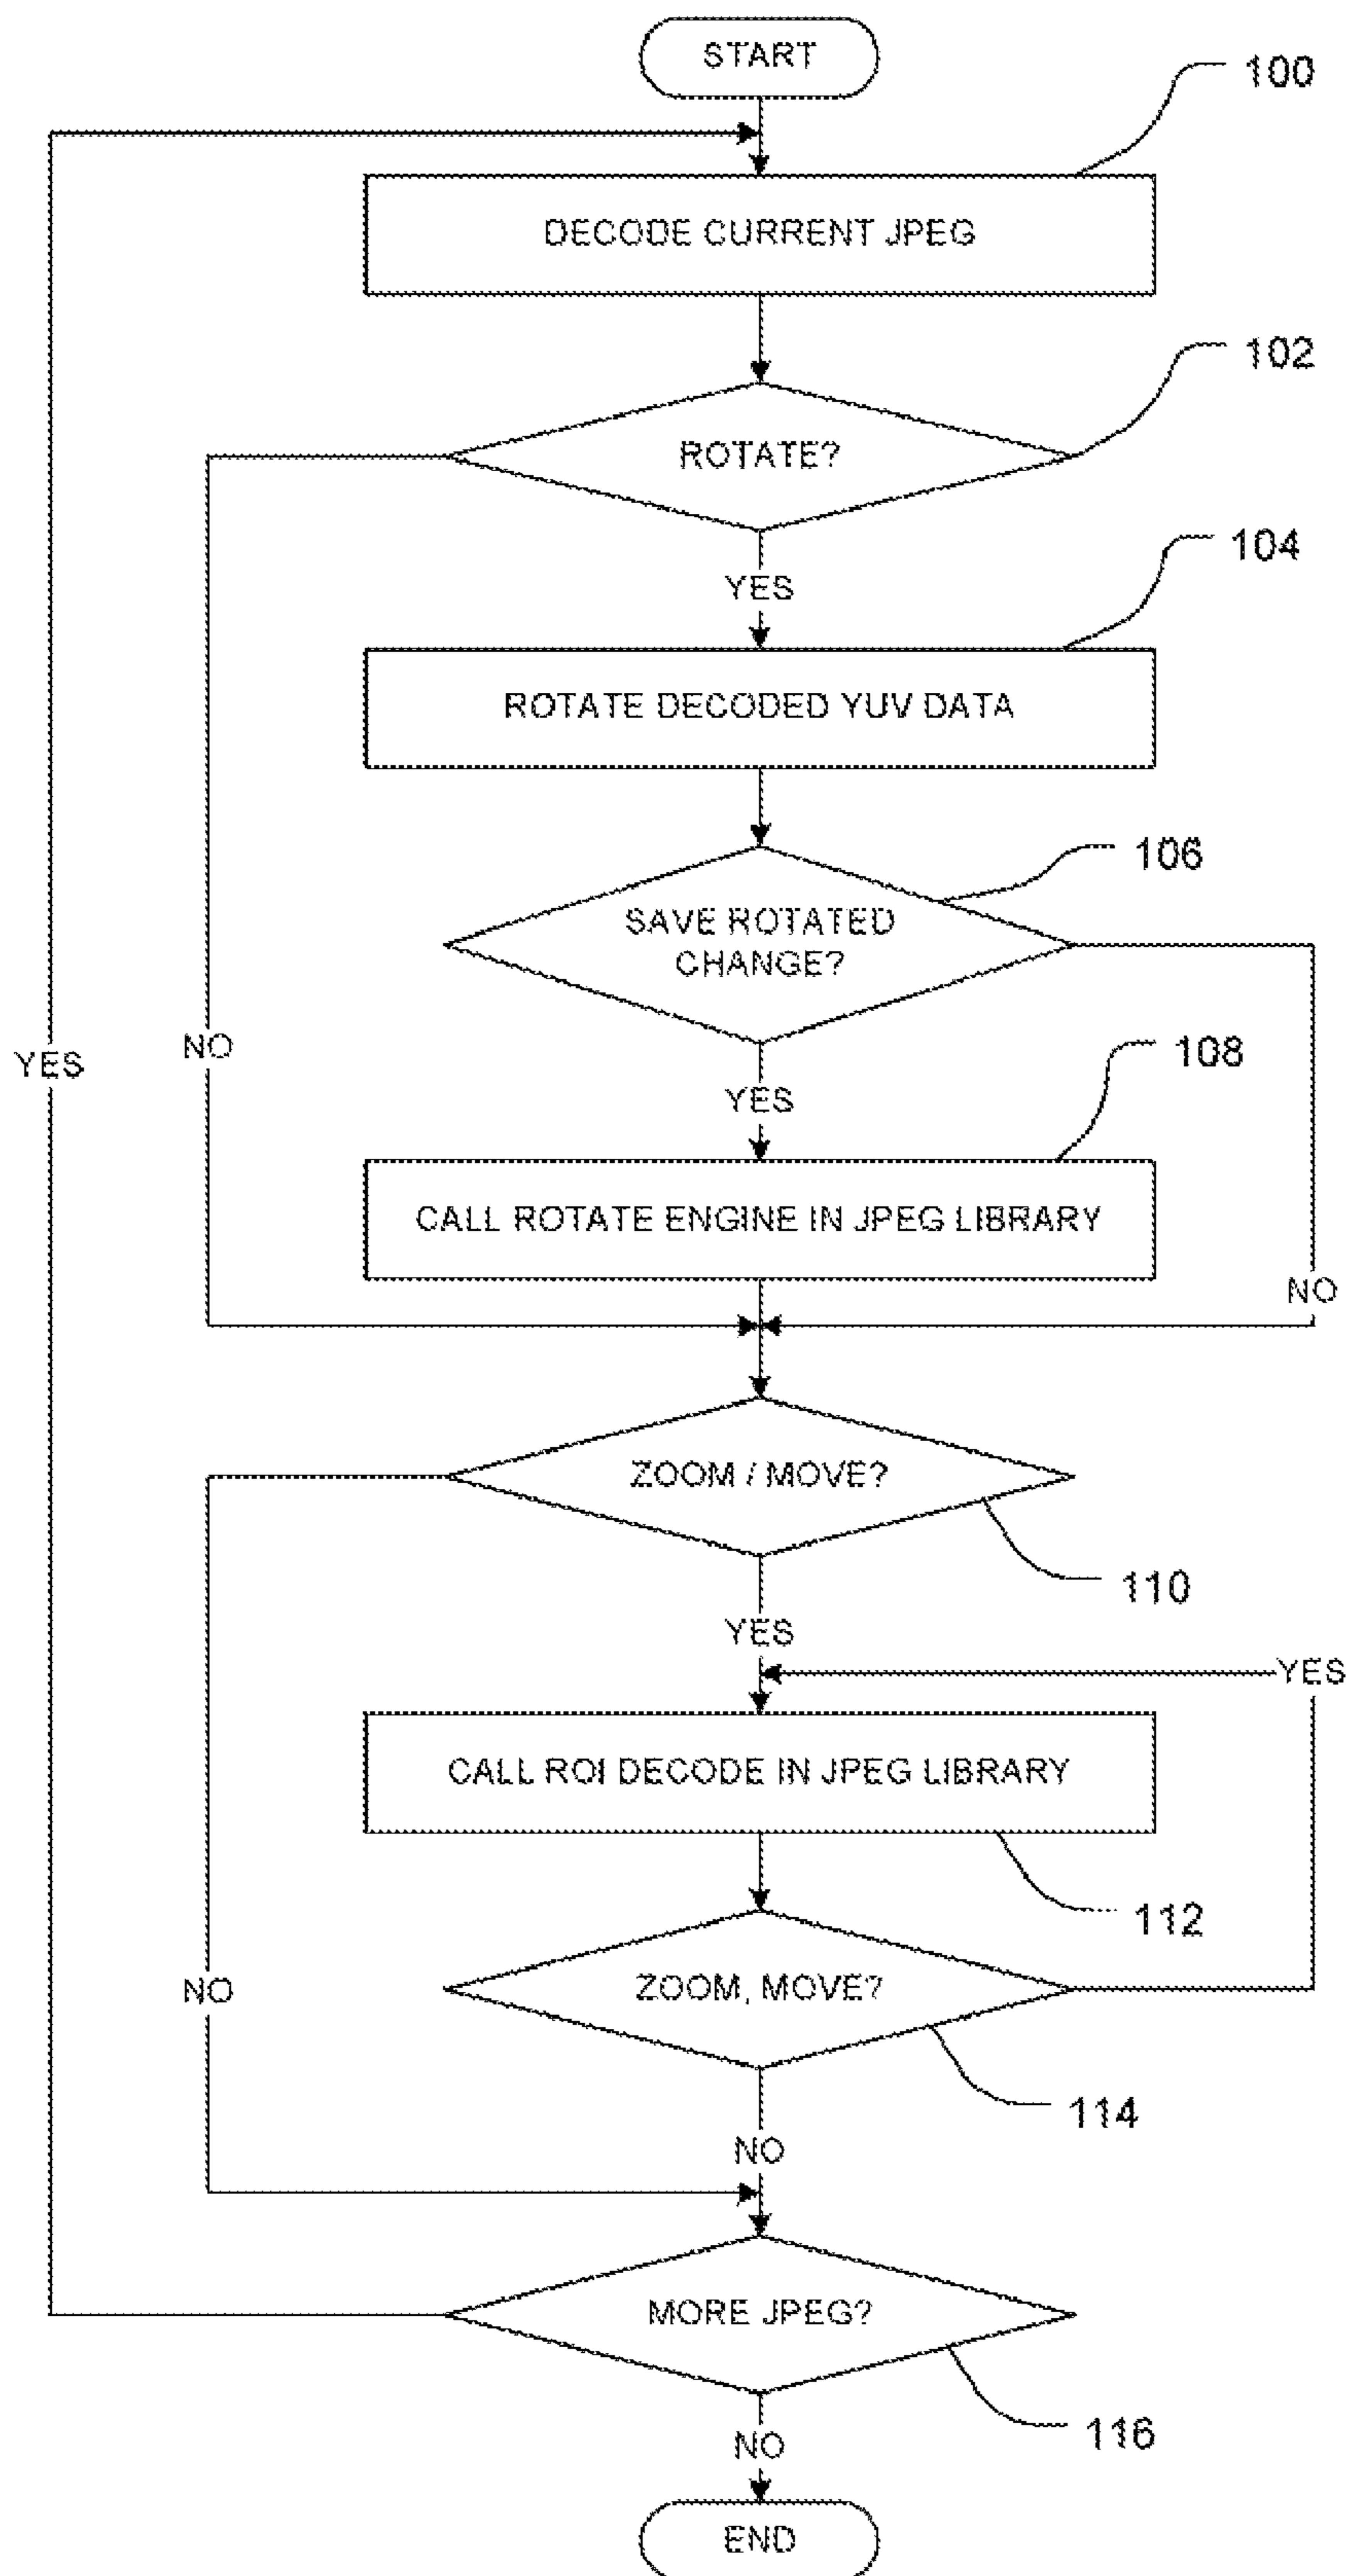 START
100
DECODE CURRENT JPEG
102
ROTATE?
YES
104
ROTATE DECODED YUV DATA
106
SAVE ROTATED
CHANGE?
NO
YES
YES
108
CALL ROTATE ENGINE IN JPEG LIBRARY
NO
ZOOM / MOVE?
110
YES
YES
CALL ROI DECODE IN JPEG LIBRARY
112
ZOOM, MOVE?
NO
114
NO
MORE JPEG?
116
NO
END